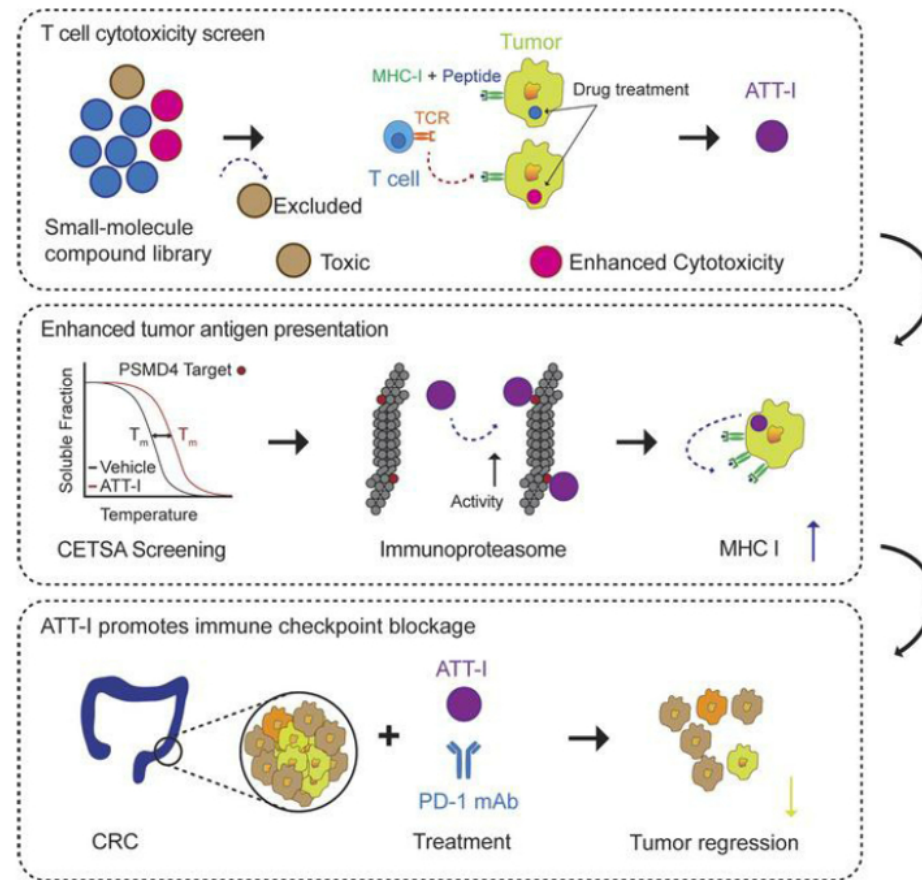 T cell cytotoxicity screen
Tumor
MHC-I + Peptide
Drug treatment
ATT-I
TCR
T cell
Excluded
Small-molecule
compound library
Toxic
Enhanced Cytotoxicity
Enhanced tumor antigen presentation
PSMD4 Target
Soluble Fraction
Tm
Tm
Vehicle
ATT-I
Temperature
Activity
CETSA Screening
Immunoproteasome
MHC I
ATT-I promotes immune checkpoint blockage
ATT-I
PD-1 mAb
CRC
+
Treatment
Tumor regression